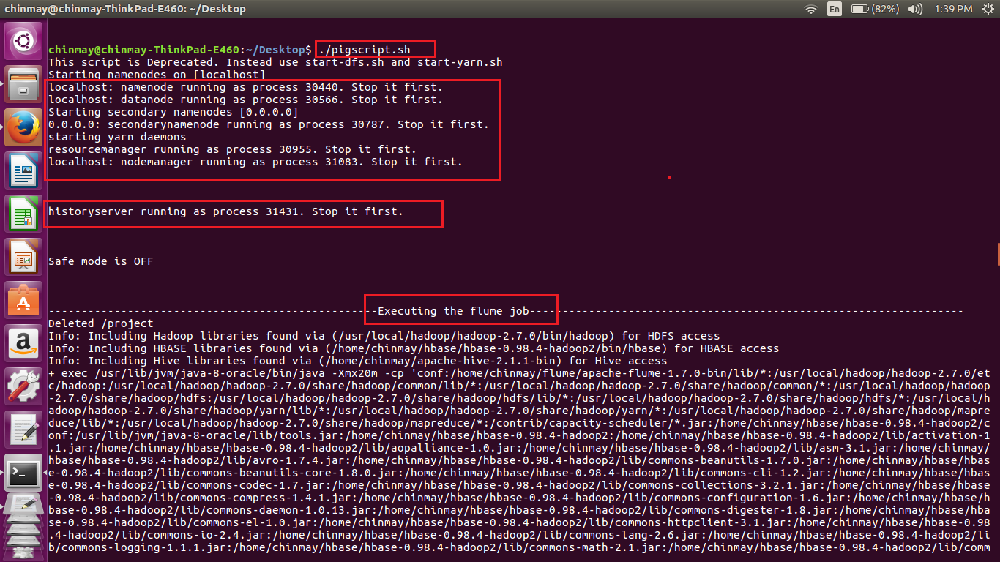 chinmay@chinmay-ThinkPad-E460: ~/Desktop
En (82%) 1:39 PM
chinmay@chinmay-ThinkPad-E460:~/Desktop$ ./pigscript.sh
This script is Deprecated. Instead use start-dfs.sh and start-yarn.sh
Starting namenodes on [localhost]
localhost: namenode running as process 30440. Stop it first.
localhost: datanode running as process 30566. Stop it first.
Starting secondary namenodes [0.0.0.0]
0.0.0.0: secondarynamenode running as process 30787. Stop it first.
starting yarn daemons
resourcemanager running as process 30955. Stop it first.
localhost: nodemanager running as process 31083. Stop it first.
historyserver running as process 31431. Stop it first.
Safe mode is OFF
--------------------------------------------------Executing the flume job------------------------------------------------------------------
Deleted /project
Info: Including Hadoop libraries found via (/usr/local/hadoop/hadoop-2.7.0/bin/hadoop) for HDFS access
Info: Including HBASE libraries found via (/home/chinmay/hbase/hbase-0.98.4-hadoop2/bin/hbase) for HBASE access
Info: Including Hive libraries found via (/home/chinmay/apache-hive-2.1.1-bin) for Hive access
+ exec /usr/lib/jvm/java-8-oracle/bin/java -Xmx20m -cp 'conf:/home/chinmay/flume/apache-flume-1.7.0-bin/lib/*:/usr/local/hadoop/hadoop-2.7.0/et
c/hadoop:/usr/local/hadoop/hadoop-2.7.0/share/hadoop/common/lib/*:/usr/local/hadoop/hadoop-2.7.0/share/hadoop/common/*:/usr/local/hadoop/hadoop
-2.7.0/share/hadoop/hdfs:/usr/local/hadoop/hadoop-2.7.0/share/hadoop/hdfs/lib/*:/usr/local/hadoop/hadoop-2.7.0/share/hadoop/hdfs/*:/usr/local/h
adoop/hadoop-2.7.0/share/hadoop/yarn/lib/*:/usr/local/hadoop/hadoop-2.7.0/share/hadoop/yarn/*:/usr/local/hadoop/hadoop-2.7.0/share/hadoop/mapre
duce/lib/*:/usr/local/hadoop/hadoop-2.7.0/share/hadoop/mapreduce/*:/contrib/capacity-scheduler/*.jar:/home/chinmay/hbase/hbase-0.98.4-hadoop2/c
onf:/usr/lib/jvm/java-8-oracle/lib/tools.jar:/home/chinmay/hbase/hbase-0.98.4-hadoop2:/home/chinmay/hbase/hbase-0.98.4-hadoop2/lib/activation-1
.1.jar:/home/chinmay/hbase/hbase-0.98.4-hadoop2/lib/aopalliance-1.0.jar:/home/chinmay/hbase/hbase-0.98.4-hadoop2/lib/asm-3.1.jar:/home/chinmay/
hbase/hbase-0.98.4-hadoop2/lib/avro-1.7.4.jar:/home/chinmay/hbase/hbase-0.98.4-hadoop2/lib/commons-beanutils-1.7.0.jar:/home/chinmay/hbase/hbas
e-0.98.4-hadoop2/lib/commons-beanutils-core-1.8.0.jar:/home/chinmay/hbase/hbase-0.98.4-hadoop2/lib/commons-cli-1.2.jar:/home/chinmay/hbase/hbas
e-0.98.4-hadoop2/lib/commons-codec-1.7.jar:/home/chinmay/hbase/hbase-0.98.4-hadoop2/lib/commons-collections-3.2.1.jar:/home/chinmay/hbase/hbase
-0.98.4-hadoop2/lib/commons-compress-1.4.1.jar:/home/chinmay/hbase/hbase-0.98.4-hadoop2/lib/commons-configuration-1.6.jar:/home/chinmay/hbase/h
base-0.98.4-hadoop2/lib/commons-daemon-1.0.13.jar:/home/chinmay/hbase/hbase-0.98.4-hadoop2/lib/commons-digester-1.8.jar:/home/chinmay/hbase/hba
se-0.98.4-hadoop2/lib/commons-el-1.0.jar:/home/chinmay/hbase/hbase-0.98.4-hadoop2/lib/commons-httpclient-3.1.jar:/home/chinmay/hbase/hbase-0.98
.4-hadoop2/lib/commons-io-2.4.jar:/home/chinmay/hbase/hbase-0.98.4-hadoop2/lib/commons-lang-2.6.jar:/home/chinmay/hbase/hbase-0.98.4-hadoop2/li
b/commons-logging-1.1.1.jar:/home/chinmay/hbase/hbase-0.98.4-hadoop2/lib/commons-math-2.1.jar:/home/chinmay/hbase/hbase-0.98.4-hadoop2/lib/comm